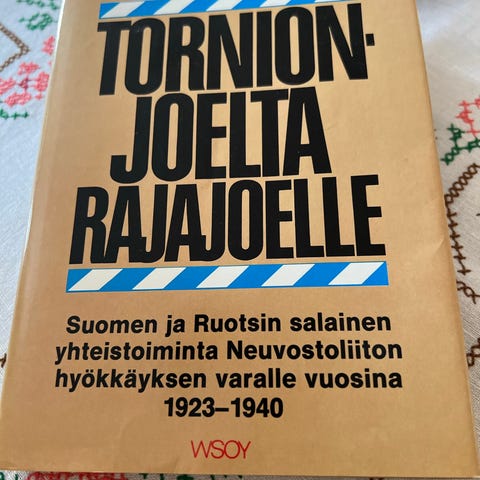 TORNION-
JOELTA
RAJAJOELLE
Suomen ja Ruotsin salainen
yhteistoiminta Neuvostoliiton
hyökkäyksen varalle vuosina
1923–1940
WSOY